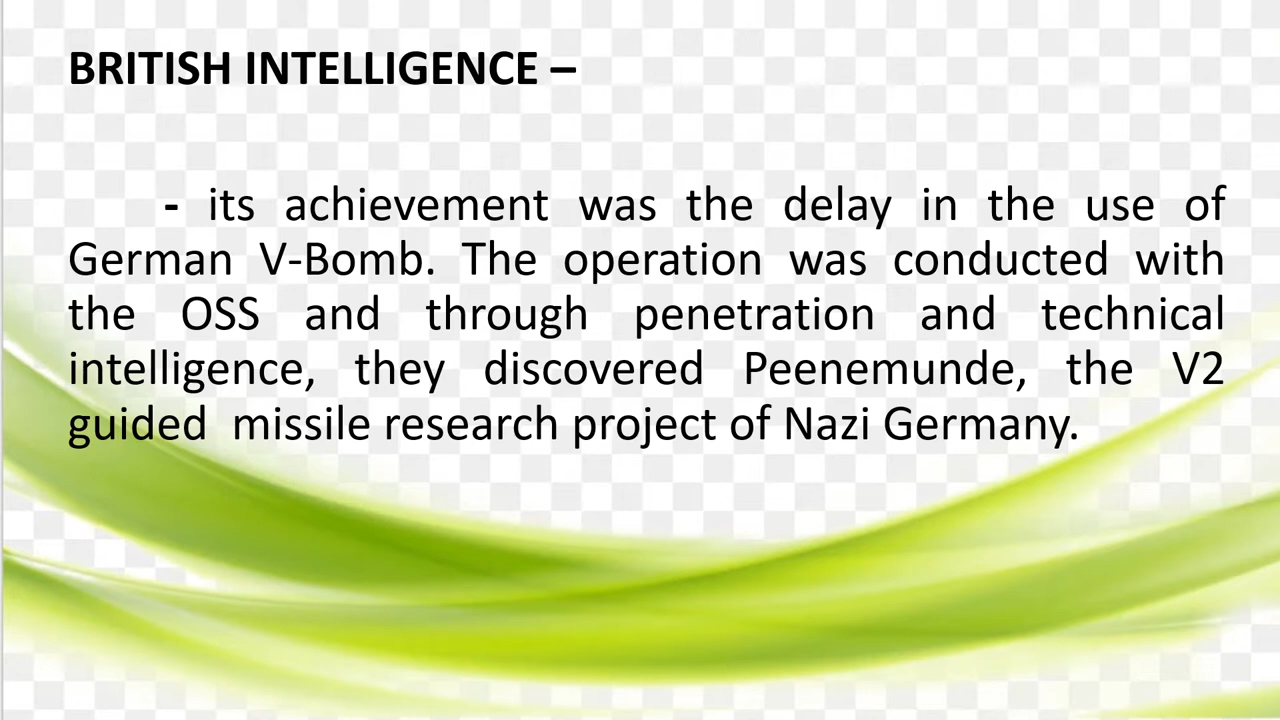 BRITISH INTELLIGENCE –
- its achievement was the delay in the use of
German V-Bomb. The operation was conducted with
the OSS and through penetration and technical
intelligence, they discovered Peenemunde, the V2
guided  missile research project of Nazi Germany.